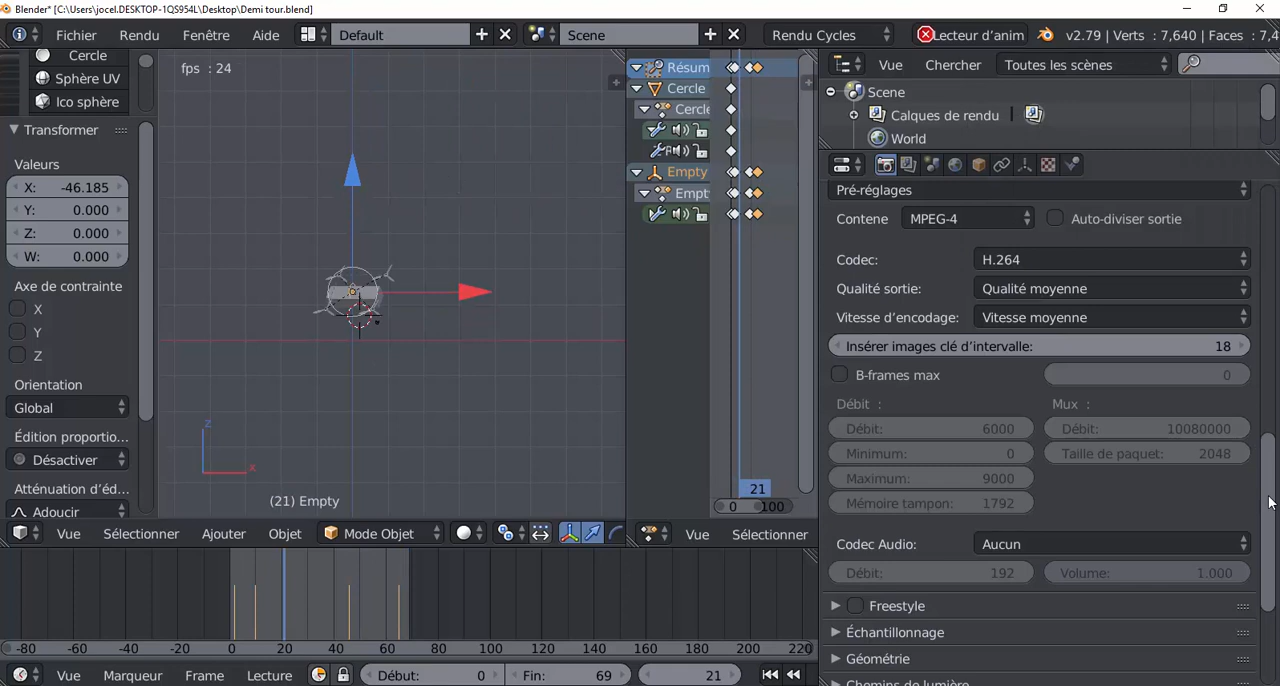 Blender* [C:\Users\jocel.DESKTOP-1QS954L\Desktop\Demi tour.blend]
Fichier Rendu Fenêtre Aide Default Scene Rendu Cycles Lecteur d'anim v2.79 | Verts : 7,640 | Faces : 7,4
Cercle
Sphère UV
Ico sphère
Transformer
Valeurs
X: -46.185
Y: 0.000
Z: 0.000
W: 0.000
Axe de contrainte
X
Y
Z
Orientation
Global
Édition proportio...
Désactiver
Atténuation d'éd...
Adoucir
fps : 24
z
x
(21) Empty
Vue Sélectionner Ajouter Objet Mode Objet
Résum
Cercle
Cercle
Empty
Empty
21
0 100
Vue Sélectionner
Vue Chercher Toutes les scènes
Scene
Calques de rendu
World
Pré-réglages
Contene MPEG-4 Auto-diviser sortie
Codec: H.264
Qualité sortie: Qualité moyenne
Vitesse d'encodage: Vitesse moyenne
Insérer images clé d'intervalle: 18
B-frames max 0
Débit : Mux :
Débit: 6000 Débit: 10080000
Minimum: 0 Taille de paquet: 2048
Maximum: 9000
Mémoire tampon: 1792
Codec Audio: Aucun
Débit: 192 Volume: 1.000
Freestyle
Échantillonnage
Géométrie
Chemins de lumière
-80 -60 -40 -20 0 20 40 60 80 100 120 140 160 180 200 220
Vue Marqueur Frame Lecture Début: 0 Fin: 69 21